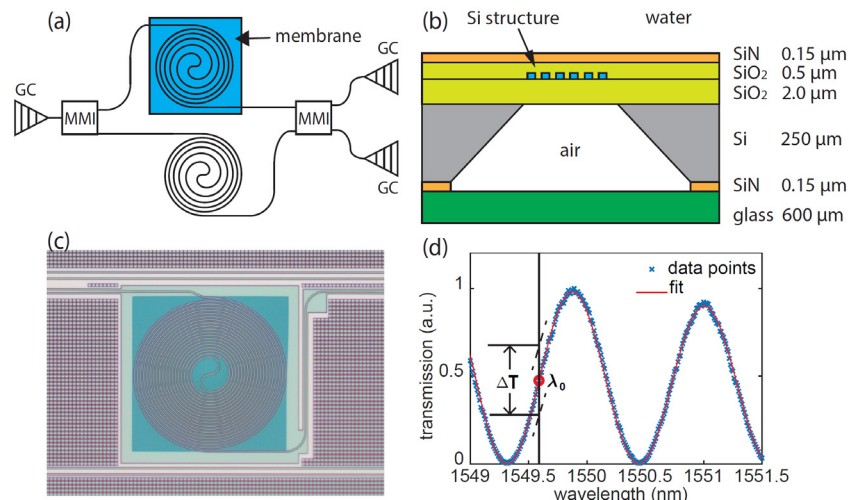 (a)
membrane
GC
MMI
MMI
GC
GC
(b)
Si structure
water
SiN 0.15 µm
SiO₂ 0.5 µm
SiO₂ 2.0 µm
air
Si 250 µm
SiN 0.15 µm
glass 600 µm
(c)
(d)
data points
fit
transmission (a.u.)
1
0.5
0
ΔT
λ₀
1549 1549.5 1550 1550.5 1551 1551.5
wavelength (nm)